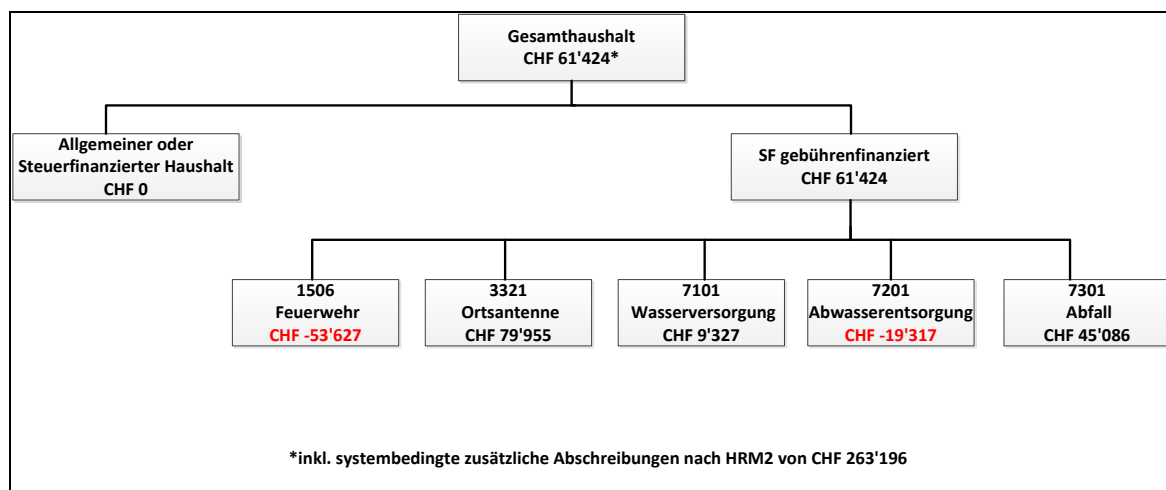 Gesamthaushalt
CHF 61'424*
Allgemeiner oder
Steuerfinanzierter Haushalt
CHF 0
SF gebührenfinanziert
CHF 61'424
1506
Feuerwehr
CHF -53'627
3321
Ortsantenne
CHF 79'955
7101
Wasserversorgung
CHF 9'327
7201
Abwasserentsorgung
CHF -19'317
7301
Abfall
CHF 45'086
*inkl. systembedingte zusätzliche Abschreibungen nach HRM2 von CHF 263'196